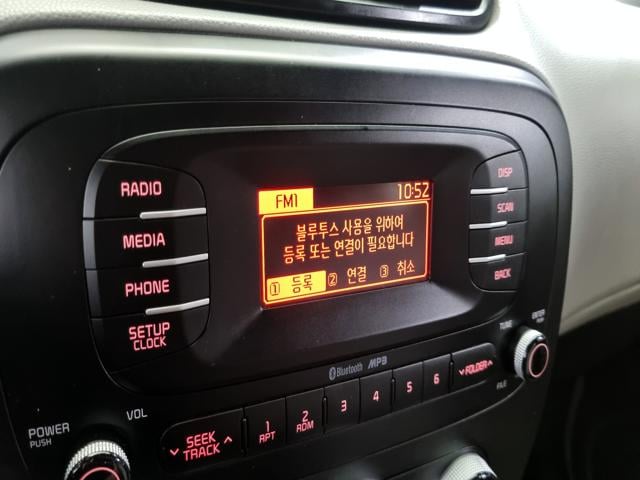 RADIO
MEDIA
PHONE
SETUP
CLOCK
FM1 10:52
블루투스 사용을 위하여
등록 또는 연결이 필요합니다
① 등록 ② 연결 ③ 취소
DISP
SCAN
MENU
BACK
Bluetooth MP3
TUNE
ENTER
PUSH
FILE
VOL
POWER
PUSH
∨ SEEK ∧
TRACK
1
RPT
2
RDM
3
4
5
6
∨ FOLDER ∧